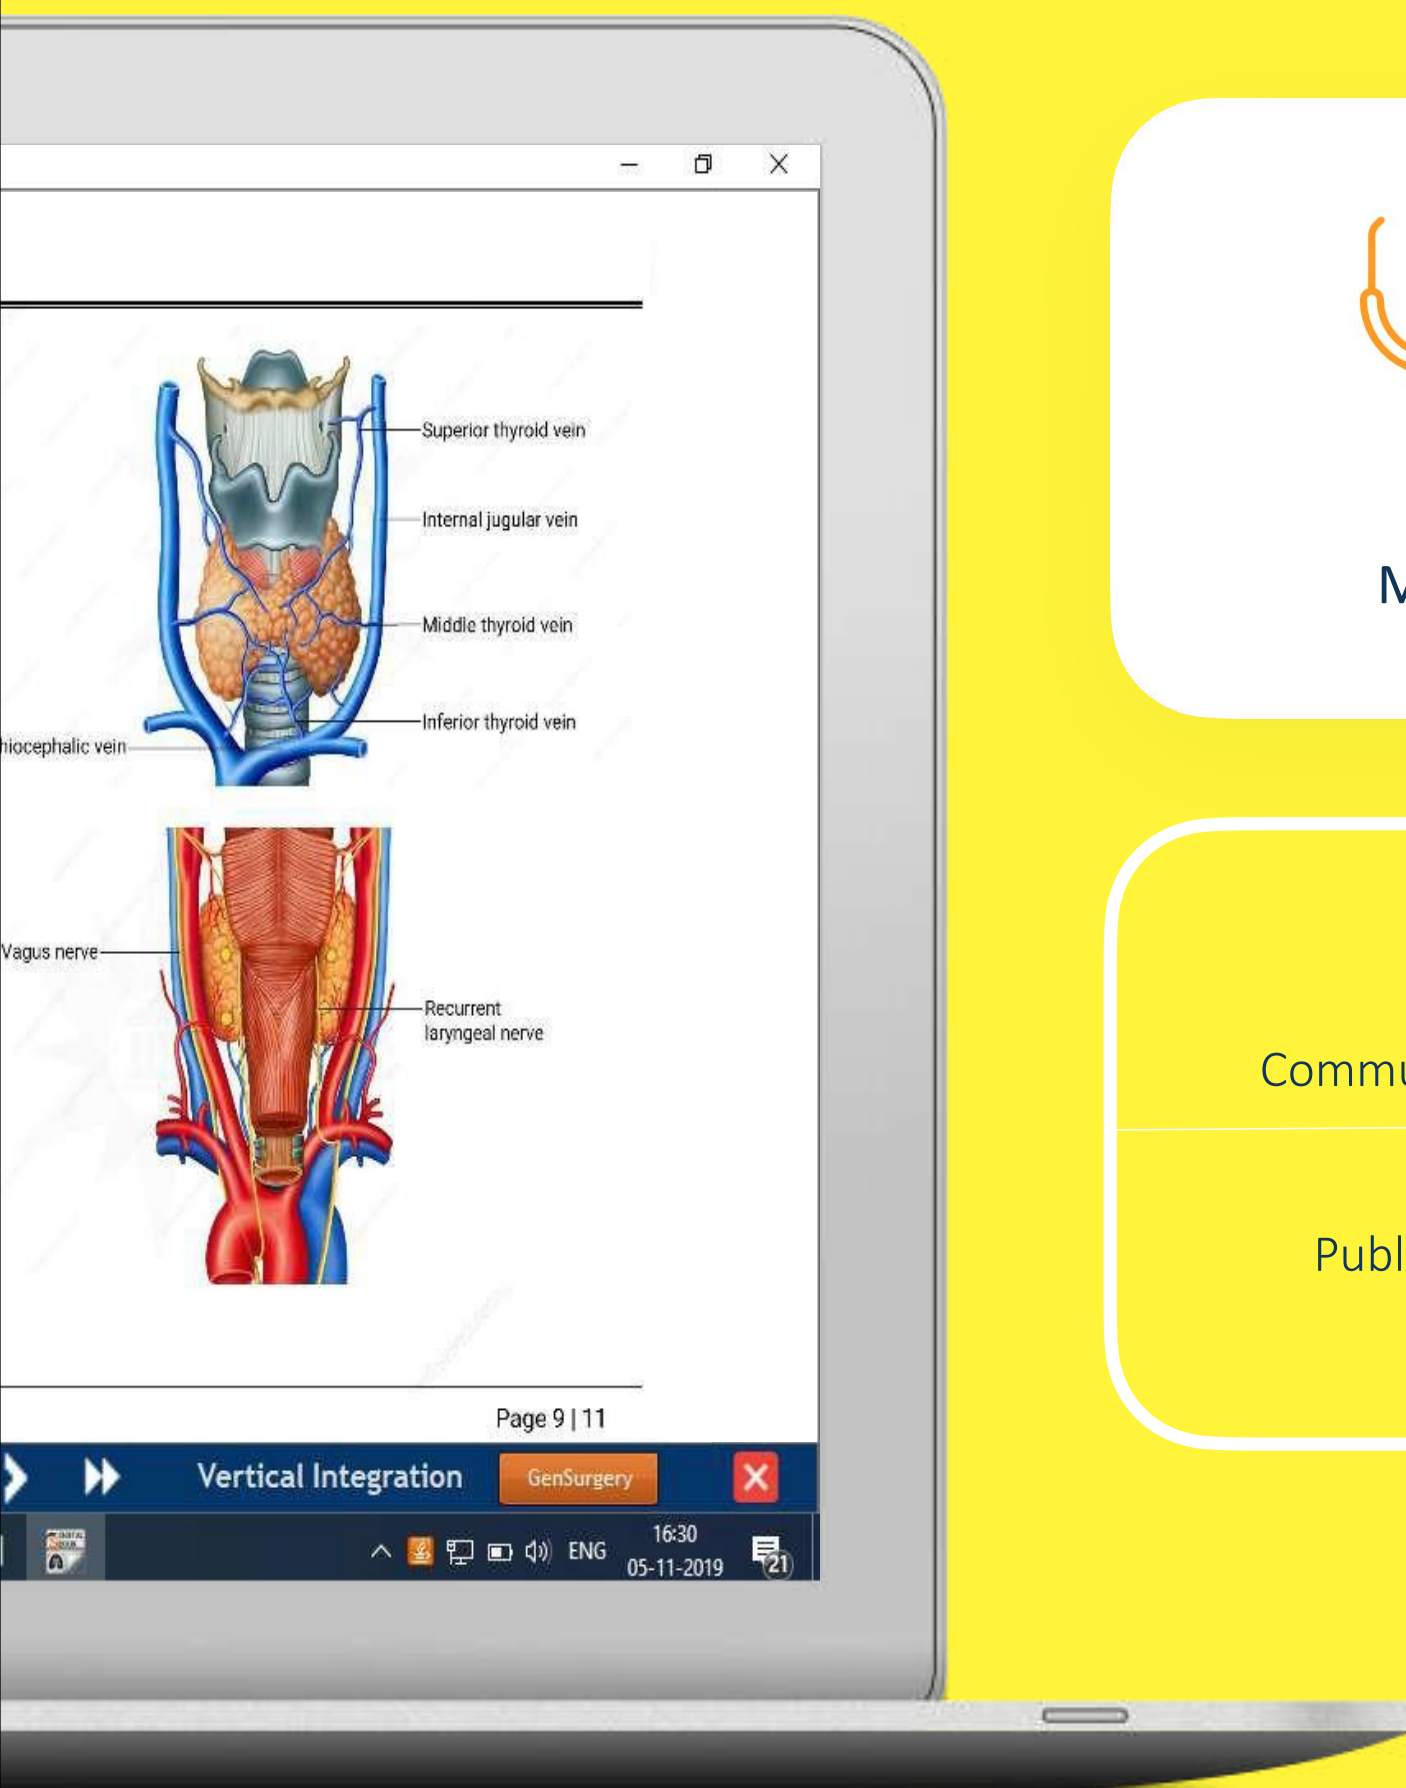 Superior thyroid vein
Internal jugular vein
Middle thyroid vein
Inferior thyroid vein
hiocephalic vein
Vagus nerve
Recurrent
laryngeal nerve
Page 9 | 11
Vertical Integration
GenSurgery
ENG
16:30
05-11-2019
21
M
Commu
Publ